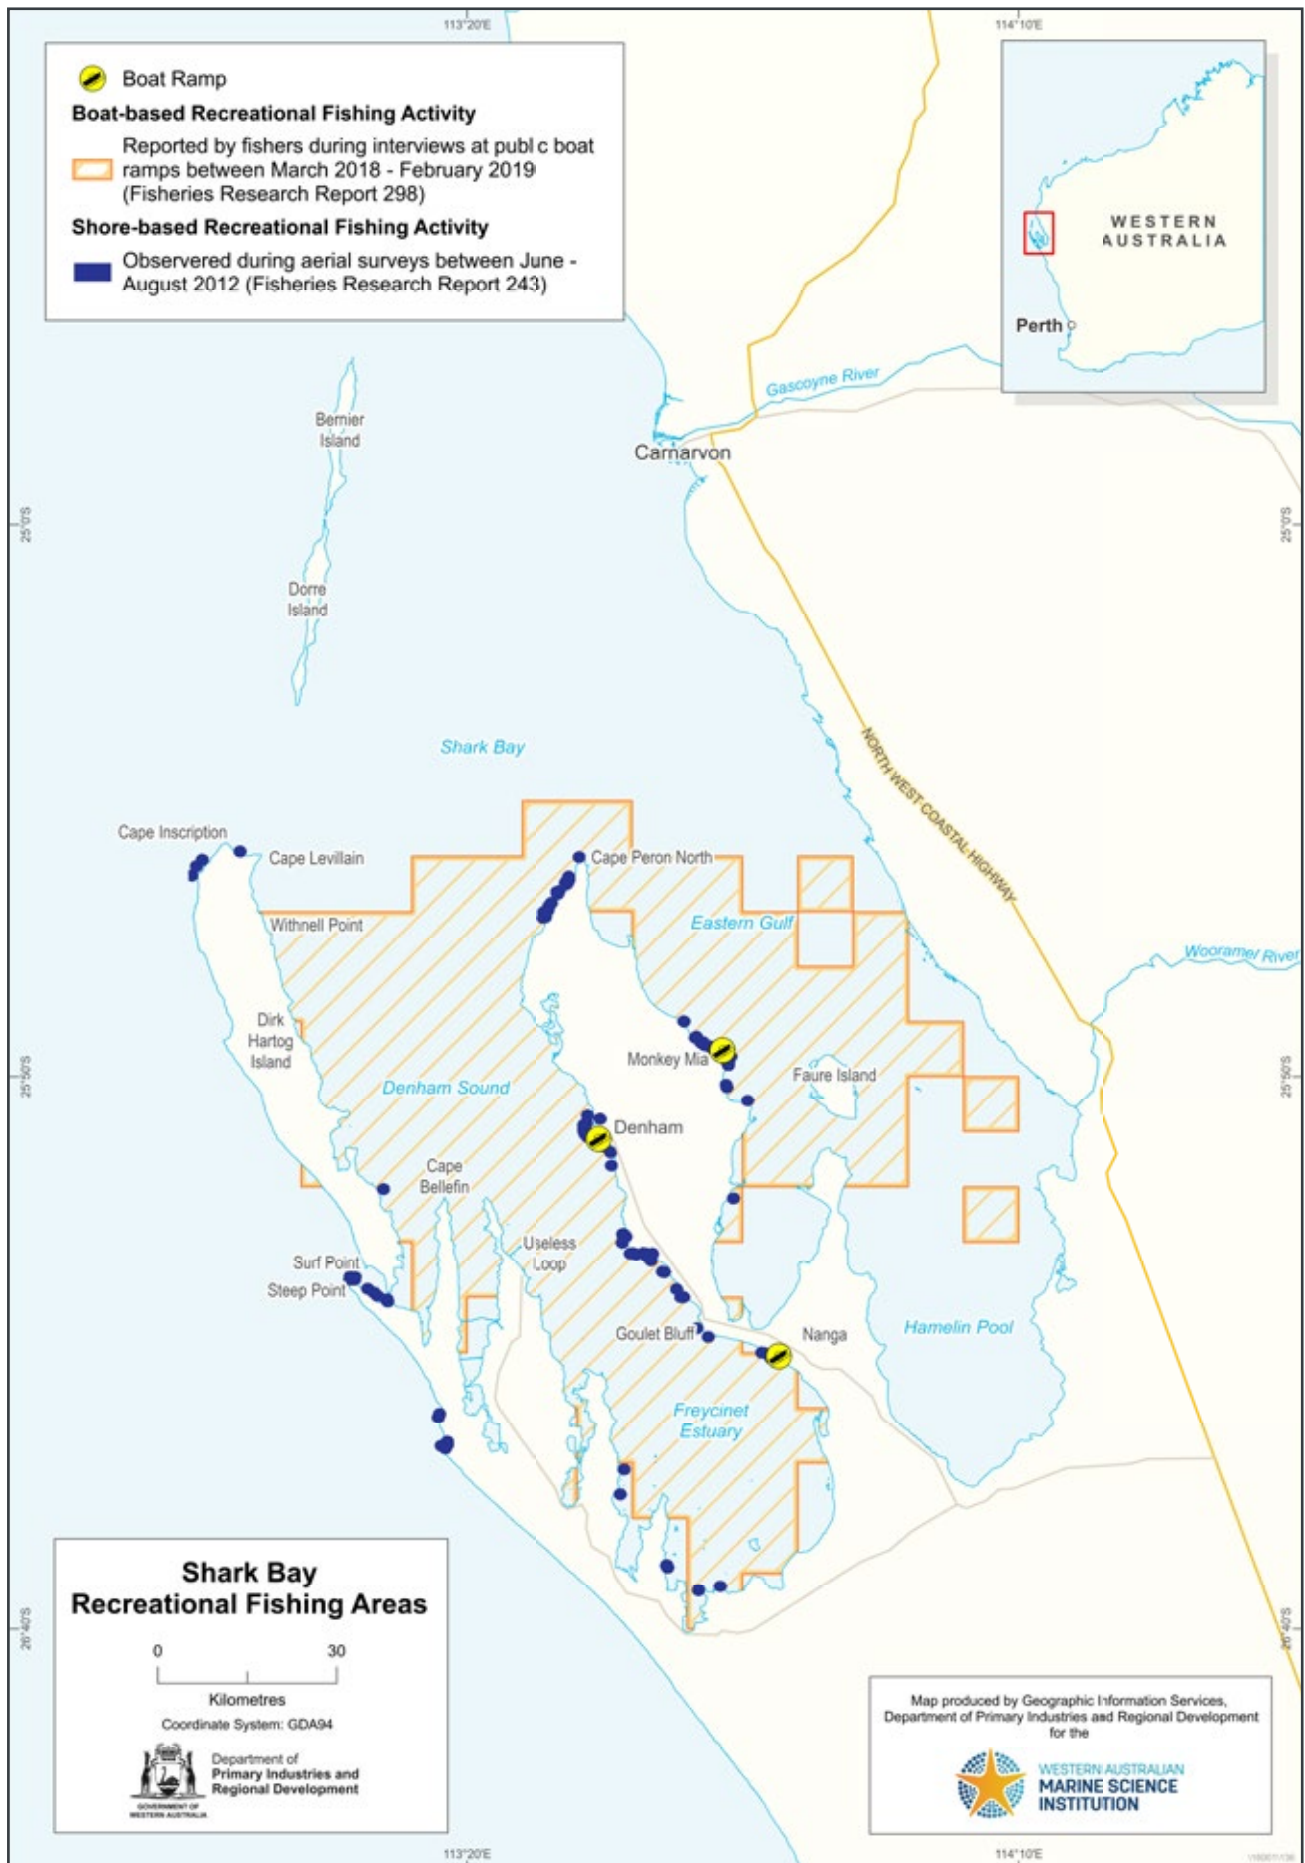 113°20'E
114°10'E
Boat Ramp
Boat-based Recreational Fishing Activity
Reported by fishers during interviews at publ c boat
ramps between March 2018 - February 2019
(Fisheries Research Report 298)
Shore-based Recreational Fishing Activity
Observed during aerial surveys between June -
August 2012 (Fisheries Research Report 243)
WESTERN
AUSTRALIA
Perth
Gascoyne River
Bernier
Island
Carnarvon
25°0'S
25°0'S
Dorre
Island
Shark Bay
NORTH WEST COASTAL HIGHWAY
Cape Inscription
Cape Levillain
Cape Peron North
Withnell Point
Eastern Gulf
Wooramel River
Dirk
Hartog
Island
Monkey Mia
Faure Island
25°50'S
25°50'S
Denham Sound
Denham
Cape
Bellefin
Useless
Loop
Surf Point
Steep Point
Goulet Bluff
Nanga
Hamelin Pool
Freycinet
Estuary
26°40'S
26°40'S
Shark Bay
Recreational Fishing Areas
0 30
Kilometres
Coordinate System: GDA94
Department of
Primary Industries and
Regional Development
GOVERNMENT OF
WESTERN AUSTRALIA
Map produced by Geographic Information Services,
Department of Primary Industries and Regional Development
for the
WESTERN AUSTRALIAN
MARINE SCIENCE
INSTITUTION
113°20'E
114°10'E